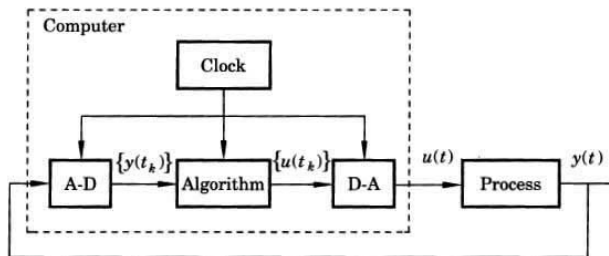 Computer
Clock
{y(t_k)} {u(t_k)} u(t) y(t)
A-D Algorithm D-A Process